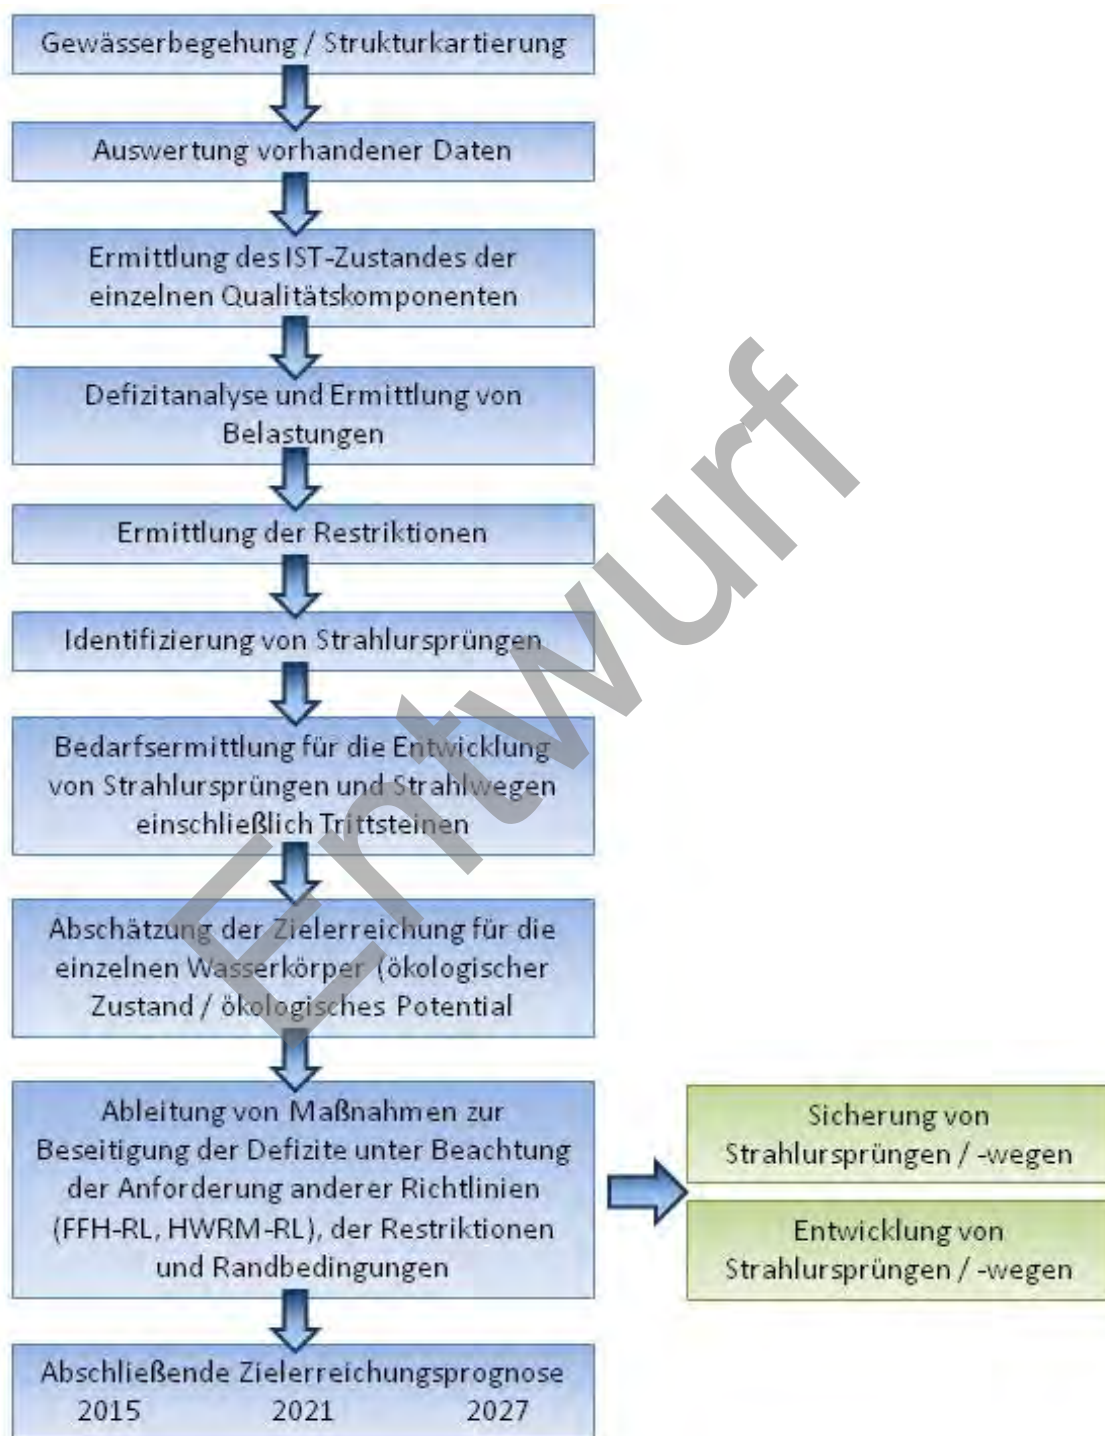 Gewässerbegehung / Strukturkartierung
Auswertung vorhandener Daten
Ermittlung des IST-Zustandes der
einzelnen Qualitätskomponenten
Defizitanalyse und Ermittlung von
Belastungen
Ermittlung der Restriktionen
Identifizierung von Strahlursprüngen
Bedarfsermittlung für die Entwicklung
von Strahlursprüngen und Strahlwegen
einschließlich Trittsteinen
Abschätzung der Zielerreichung für die
einzelnen Wasserkörper (ökologischer
Zustand / ökologisches Potential
Ableitung von Maßnahmen zur
Beseitigung der Defizite unter Beachtung
der Anforderung anderer Richtlinien
(FFH-RL, HWRM-RL), der Restriktionen
und Randbedingungen
Sicherung von
Strahlursprüngen / -wegen
Entwicklung von
Strahlursprüngen / -wegen
Abschließende Zielerreichungsprognose
2015 2021 2027
Entwurf